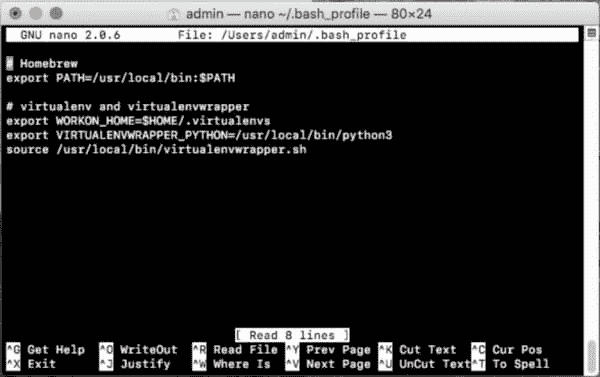 admin — nano ~/.bash_profile — 80×24
GNU nano 2.0.6 File: /Users/admin/.bash_profile
# Homebrew
export PATH=/usr/local/bin:$PATH
# virtualenv and virtualenvwrapper
export WORKON_HOME=$HOME/.virtualenvs
export VIRTUALENVWRAPPER_PYTHON=/usr/local/bin/python3
source /usr/local/bin/virtualenvwrapper.sh
[ Read 8 lines ]
^G Get Help ^O WriteOut ^R Read File ^Y Prev Page ^K Cut Text ^C Cur Pos
^X Exit ^J Justify ^W Where Is ^V Next Page ^U UnCut Text ^T To Spell